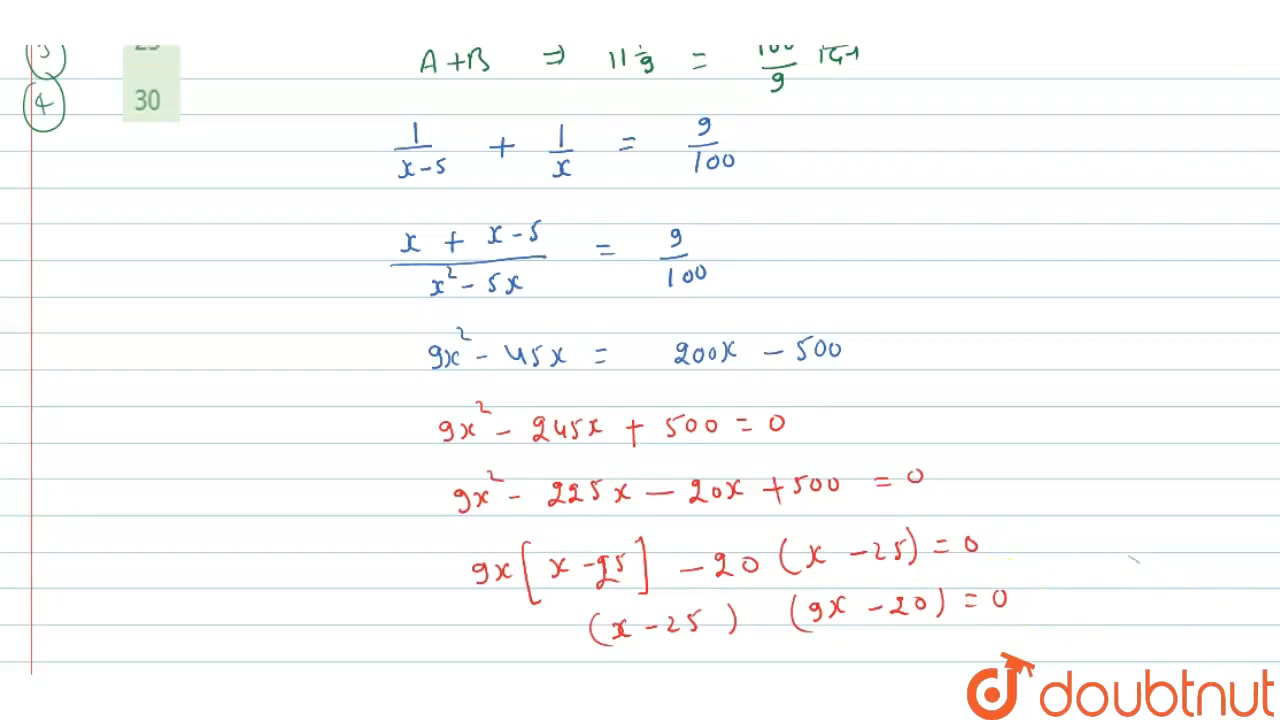 A + B ⇒ 11 1/9 = 100/9 दिन
4 30
1/(x-5) + 1/x = 9/100
(x + x-5)/(x² - 5x) = 9/100
9x² - 45x = 200x - 500
9x² - 245x + 500 = 0
9x² - 225x - 20x + 500 = 0
9x[x - 25] - 20(x - 25) = 0
(x - 25) (9x - 20) = 0
doubtnut